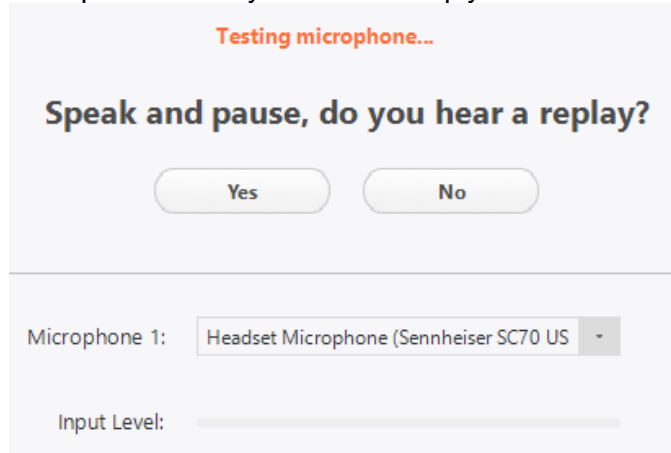 Testing microphone...
Speak and pause, do you hear a replay?
Yes No
Microphone 1: Headset Microphone (Sennheiser SC70 US
Input Level: